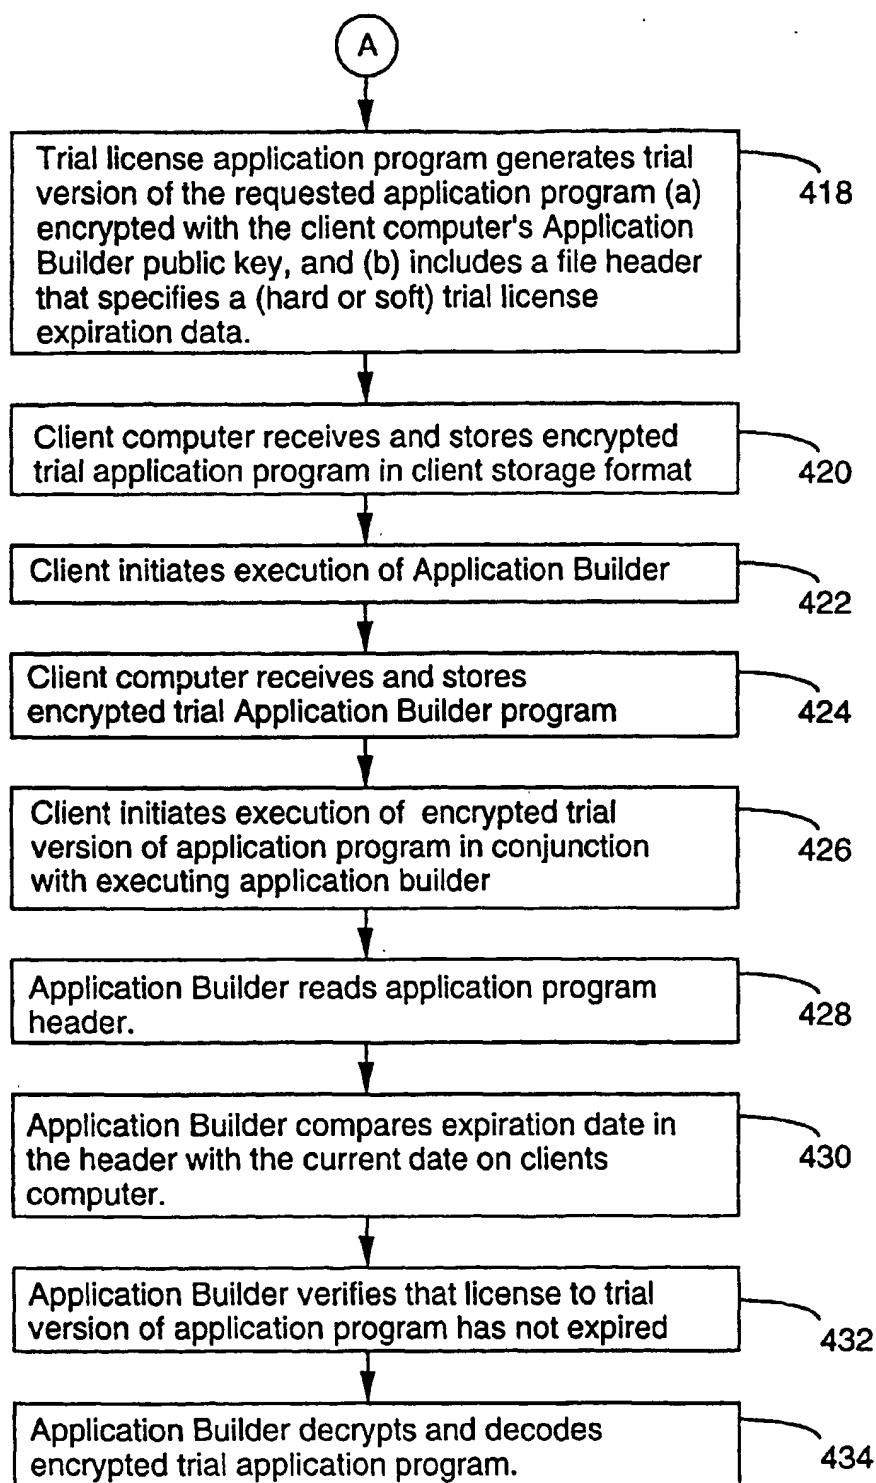 A
Trial license application program generates trial
version of the requested application program (a)
encrypted with the client computer's Application
Builder public key, and (b) includes a file header
that specifies a (hard or soft) trial license
expiration data.
418
Client computer receives and stores encrypted
trial application program in client storage format
420
Client initiates execution of Application Builder
422
Client computer receives and stores
encrypted trial Application Builder program
424
Client initiates execution of encrypted trial
version of application program in conjunction
with executing application builder
426
Application Builder reads application program
header.
428
Application Builder compares expiration date in
the header with the current date on clients
computer.
430
Application Builder verifies that license to trial
version of application program has not expired
432
Application Builder decrypts and decodes
encrypted trial application program.
434